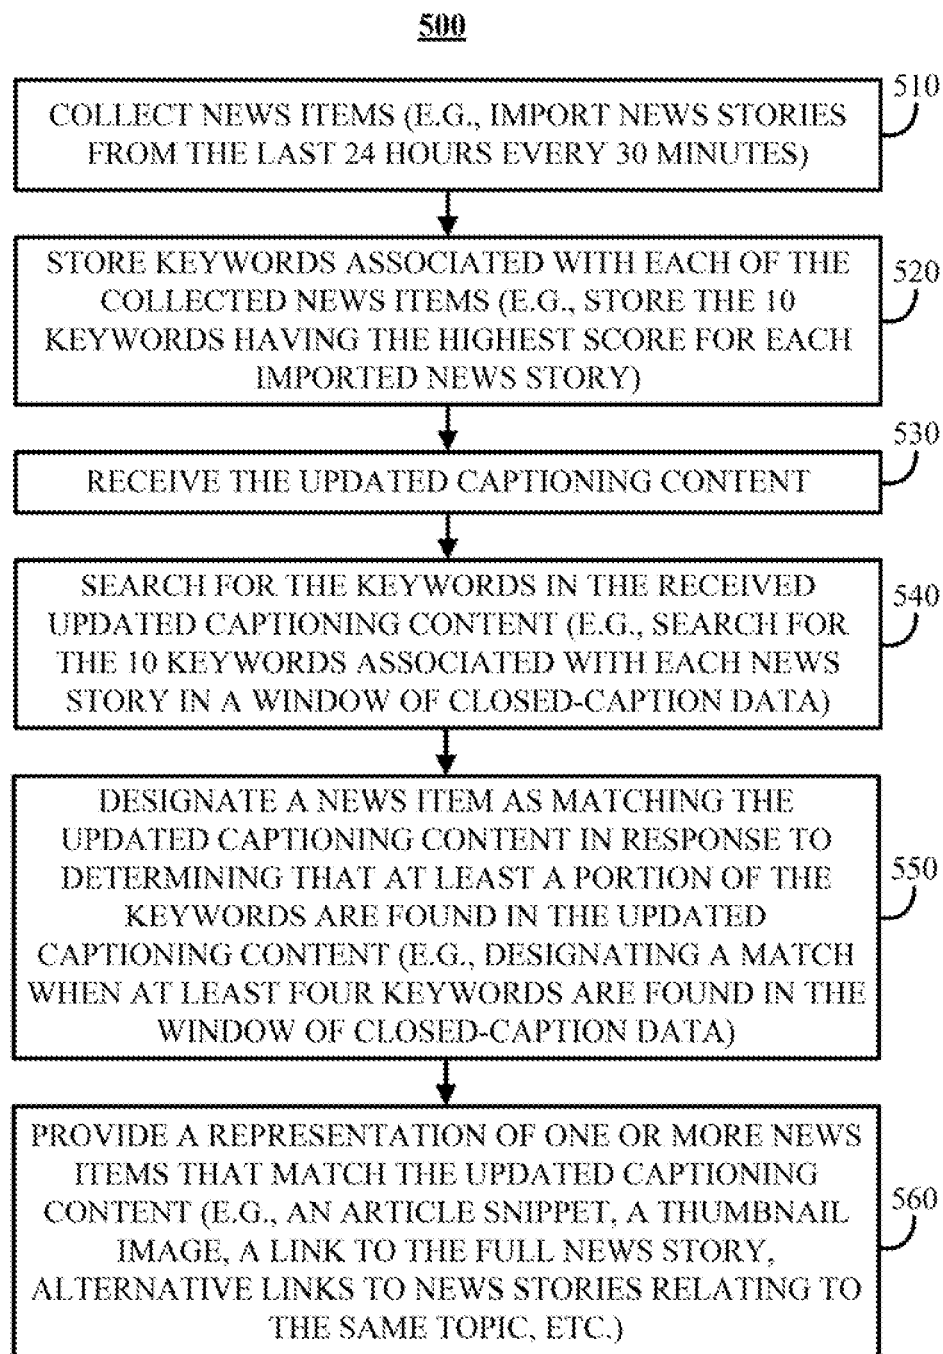 500
510
COLLECT NEWS ITEMS (E.G., IMPORT NEWS STORIES
FROM THE LAST 24 HOURS EVERY 30 MINUTES)
520
STORE KEYWORDS ASSOCIATED WITH EACH OF THE
COLLECTED NEWS ITEMS (E.G., STORE THE 10
KEYWORDS HAVING THE HIGHEST SCORE FOR EACH
IMPORTED NEWS STORY)
530
RECEIVE THE UPDATED CAPTIONING CONTENT
540
SEARCH FOR THE KEYWORDS IN THE RECEIVED
UPDATED CAPTIONING CONTENT (E.G., SEARCH FOR
THE 10 KEYWORDS ASSOCIATED WITH EACH NEWS
STORY IN A WINDOW OF CLOSED-CAPTION DATA)
550
DESIGNATE A NEWS ITEM AS MATCHING THE
UPDATED CAPTIONING CONTENT IN RESPONSE TO
DETERMINING THAT AT LEAST A PORTION OF THE
KEYWORDS ARE FOUND IN THE UPDATED
CAPTIONING CONTENT (E.G., DESIGNATING A MATCH
WHEN AT LEAST FOUR KEYWORDS ARE FOUND IN THE
WINDOW OF CLOSED-CAPTION DATA)
560
PROVIDE A REPRESENTATION OF ONE OR MORE NEWS
ITEMS THAT MATCH THE UPDATED CAPTIONING
CONTENT (E.G., AN ARTICLE SNIPPET, A THUMBNAIL
IMAGE, A LINK TO THE FULL NEWS STORY,
ALTERNATIVE LINKS TO NEWS STORIES RELATING TO
THE SAME TOPIC, ETC.)